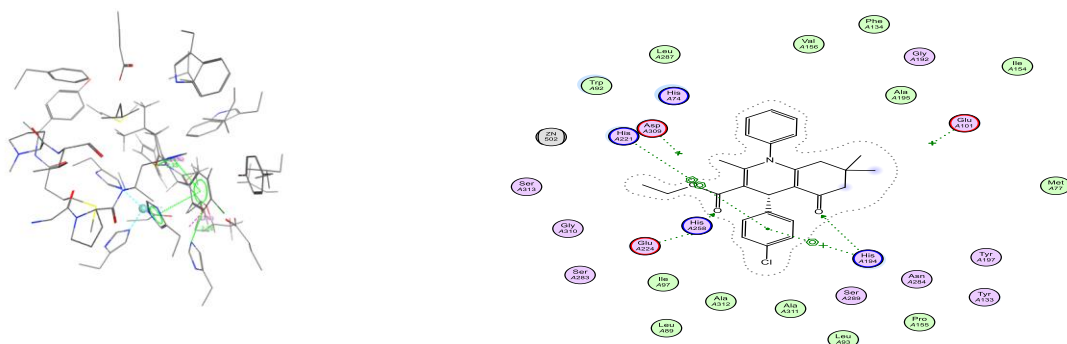 Phe
A134
Val
A156
Leu
A287
Gly
A192
Ile
A154
Trp
A92
His
A74
Ala
A195
Glu
A101
Asp
A309
His
A221
ZN
502
N
Met
A77
Ser
A313
O
O
His
A258
Gly
A310
Glu
A224
Cl
His
A194
Tyr
A197
Ser
A283
Ile
A97
Asn
A284
Ser
A289
Tyr
A133
Ala
A312
Ala
A311
Leu
A89
Pro
A155
Leu
A93